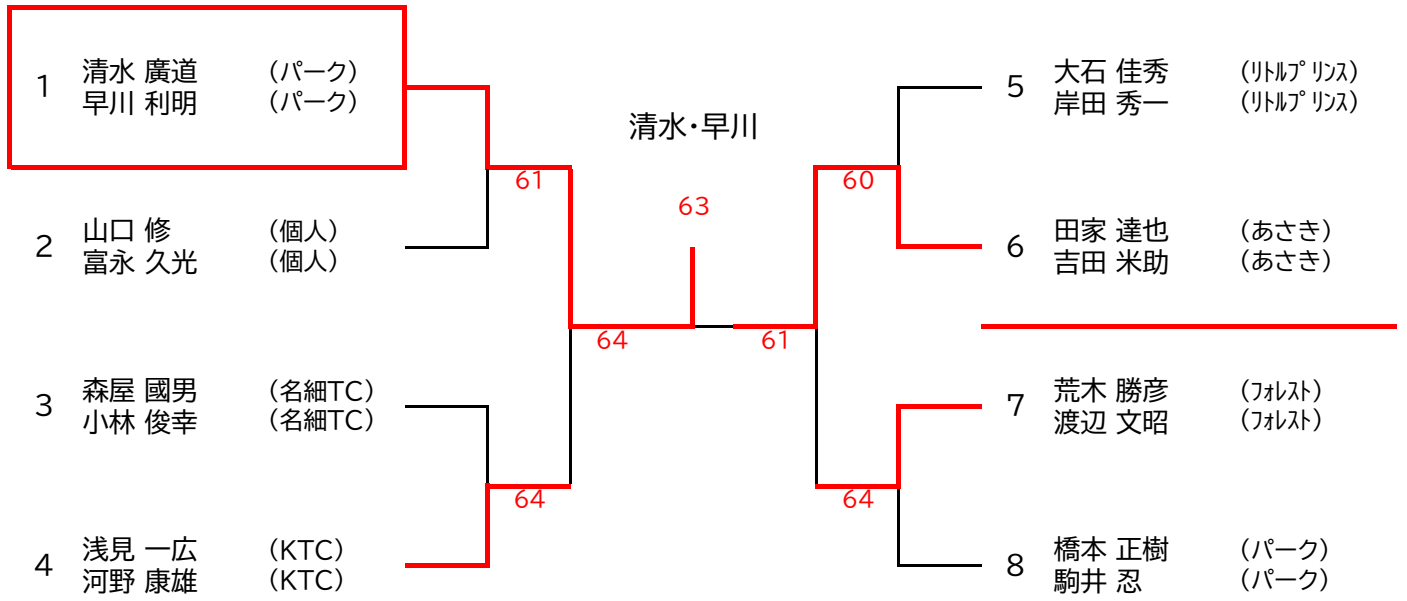 1 清水 廣道 (パーク)
早川 利明 (パーク)
2 山口 修 (個人)
富永 久光 (個人)
3 森屋 國男 (名細TC)
小林 俊幸 (名細TC)
4 浅見 一広 (KTC)
河野 康雄 (KTC)
61
64
64
清水・早川
63
60
61
64
5 大石 佳秀 (ﾘﾄﾙﾌﾟﾘﾝｽ)
岸田 秀一 (ﾘﾄﾙﾌﾟﾘﾝｽ)
6 田家 達也 (あさき)
吉田 米助 (あさき)
7 荒木 勝彦 (ﾌｫﾚｽﾄ)
渡辺 文昭 (ﾌｫﾚｽﾄ)
8 橋本 正樹 (パーク)
駒井 忍 (パーク)